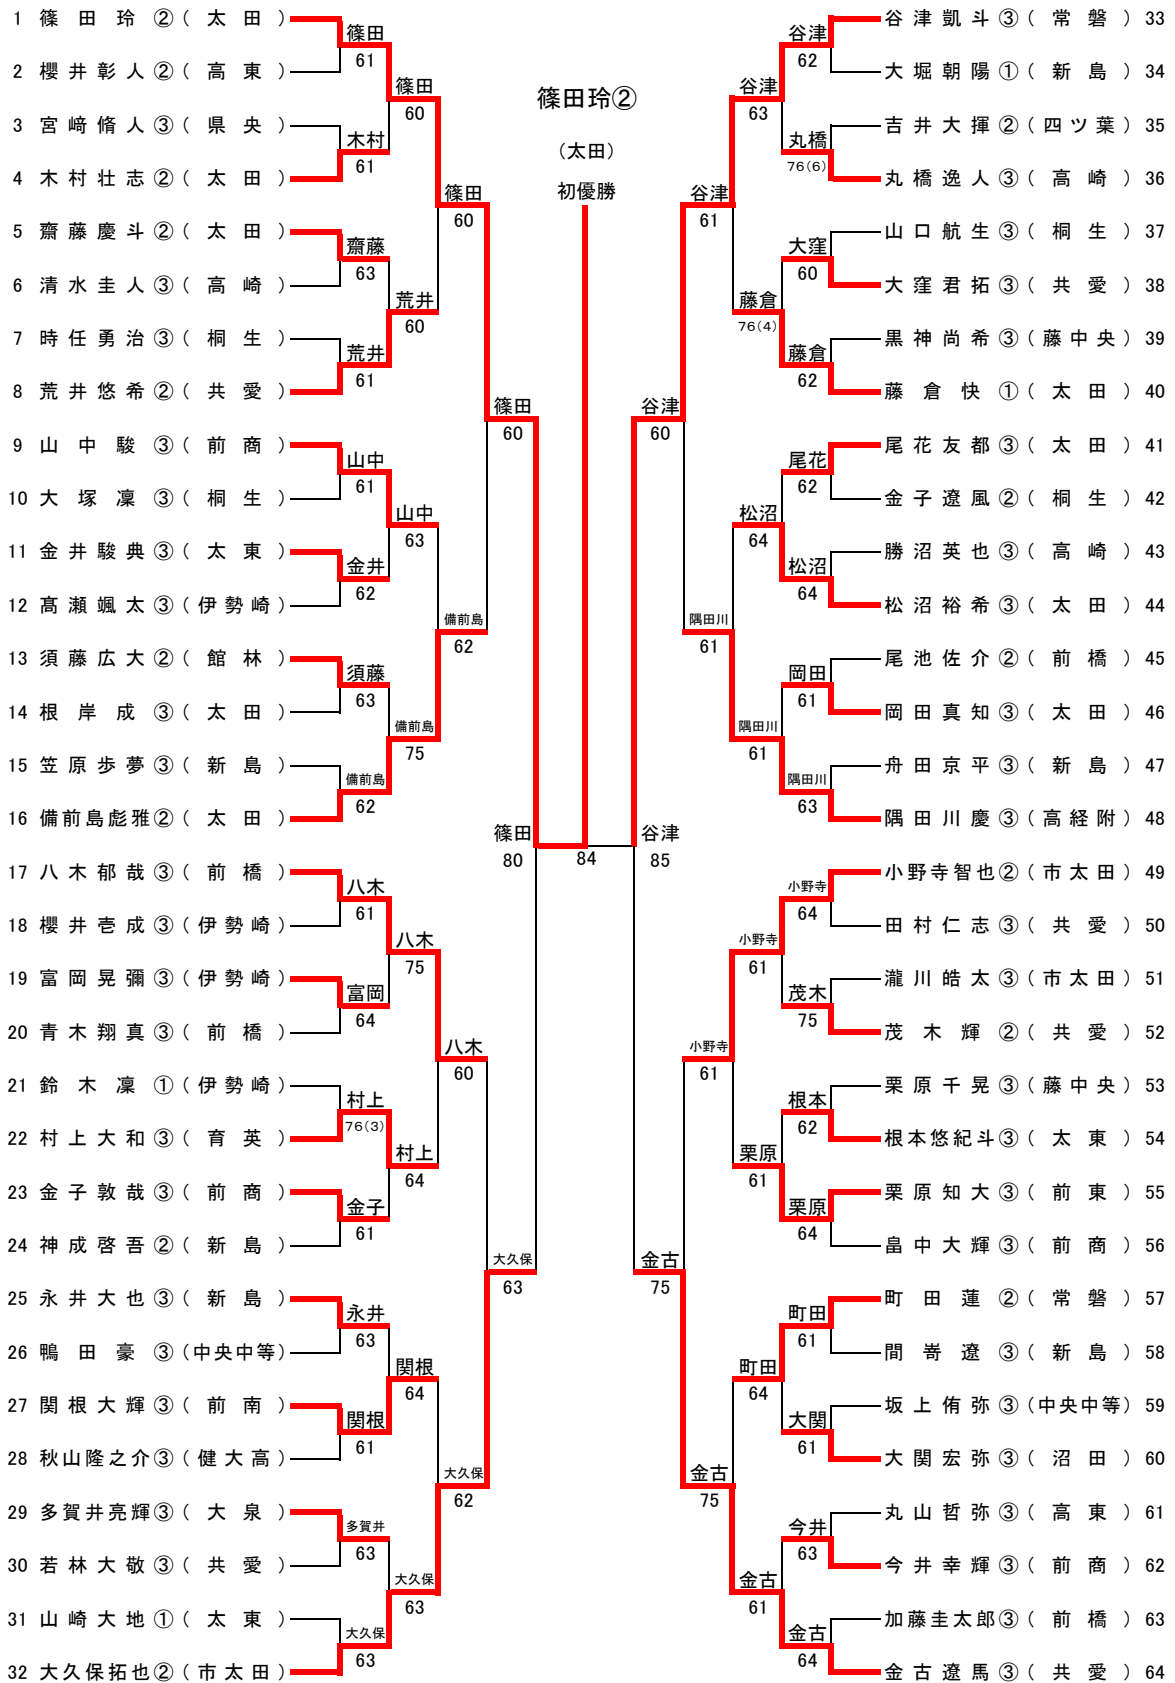 1 篠田玲②(太田)
2 櫻井彰人②(高東)
3 宮﨑脩人③(県央)
4 木村壮志②(太田)
5 齋藤慶斗②(太田)
6 清水圭人③(高崎)
7 時任勇治③(桐生)
8 荒井悠希②(共愛)
9 山中駿③(前商)
10 大塚凜③(桐生)
11 金井駿典③(太東)
12 髙瀬颯太③(伊勢崎)
13 須藤広大②(館林)
14 根岸成③(太田)
15 笠原歩夢③(新島)
16 備前島彪雅②(太田)
17 八木郁哉③(前橋)
18 櫻井壱成③(伊勢崎)
19 富岡晃彌③(伊勢崎)
20 青木翔真③(前橋)
21 鈴木凜①(伊勢崎)
22 村上大和③(育英)
23 金子敦哉③(前商)
24 神成啓吾②(新島)
25 永井大也③(新島)
26 鴨田豪③(中央中等)
27 関根大輝③(前南)
28 秋山隆之介③(健大高)
29 多賀井亮輝③(大泉)
30 若林大敬③(共愛)
31 山崎大地①(太東)
32 大久保拓也②(市太田)
篠田
61
木村
61
齋藤
63
荒井
61
山中
61
金井
62
須藤
63
備前島
62
八木
61
富岡
64
村上
76(3)
金子
61
永井
63
関根
61
多賀井
63
大久保
63
篠田
60
荒井
60
山中
63
備前島
75
八木
75
村上
64
関根
64
大久保
63
篠田
60
備前島
62
八木
60
大久保
62
篠田
60
大久保
63
篠田
80
篠田玲②
(太田)
初優勝
84
谷津
85
谷津
60
金古
75
谷津
61
隅田川
61
小野寺
61
金古
75
谷津
63
藤倉
76(4)
松沼
64
隅田川
61
小野寺
61
栗原
61
町田
64
金古
61
谷津
62
丸橋
76(6)
大窪
60
藤倉
62
尾花
62
松沼
64
岡田
61
隅田川
63
小野寺
64
茂木
75
根本
62
栗原
64
町田
61
大関
61
今井
63
金古
64
谷津凱斗③(常磐) 33
大堀朝陽①(新島) 34
吉井大揮②(四ツ葉) 35
丸橋逸人③(高崎) 36
山口航生③(桐生) 37
大窪君拓③(共愛) 38
黒神尚希③(藤中央) 39
藤倉快①(太田) 40
尾花友都③(太田) 41
金子遼風②(桐生) 42
勝沼英也③(高崎) 43
松沼裕希③(太田) 44
尾池佐介②(前橋) 45
岡田真知③(太田) 46
舟田京平③(新島) 47
隅田川慶③(高経附) 48
小野寺智也②(市太田) 49
田村仁志③(共愛) 50
瀧川皓太③(市太田) 51
茂木輝②(共愛) 52
栗原千晃③(藤中央) 53
根本悠紀斗③(太東) 54
栗原知大③(前東) 55
畠中大輝③(前商) 56
町田蓮②(常磐) 57
間嵜遼③(新島) 58
坂上侑弥③(中央中等) 59
大関宏弥③(沼田) 60
丸山哲弥③(高東) 61
今井幸輝③(前商) 62
加藤圭太郎③(前橋) 63
金古遼馬③(共愛) 64